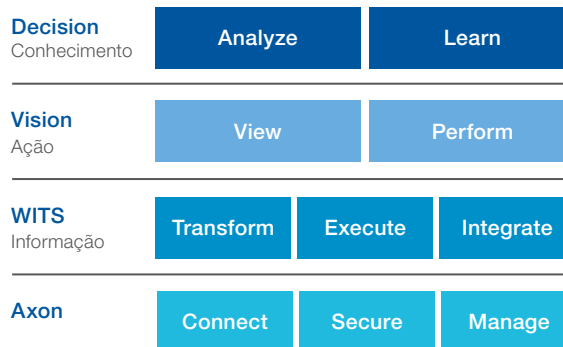 Decision
Conhecimento
Analyze
Learn
Vision
Ação
View
Perform
WITS
Informação
Transform
Execute
Integrate
Axon
Connect
Secure
Manage